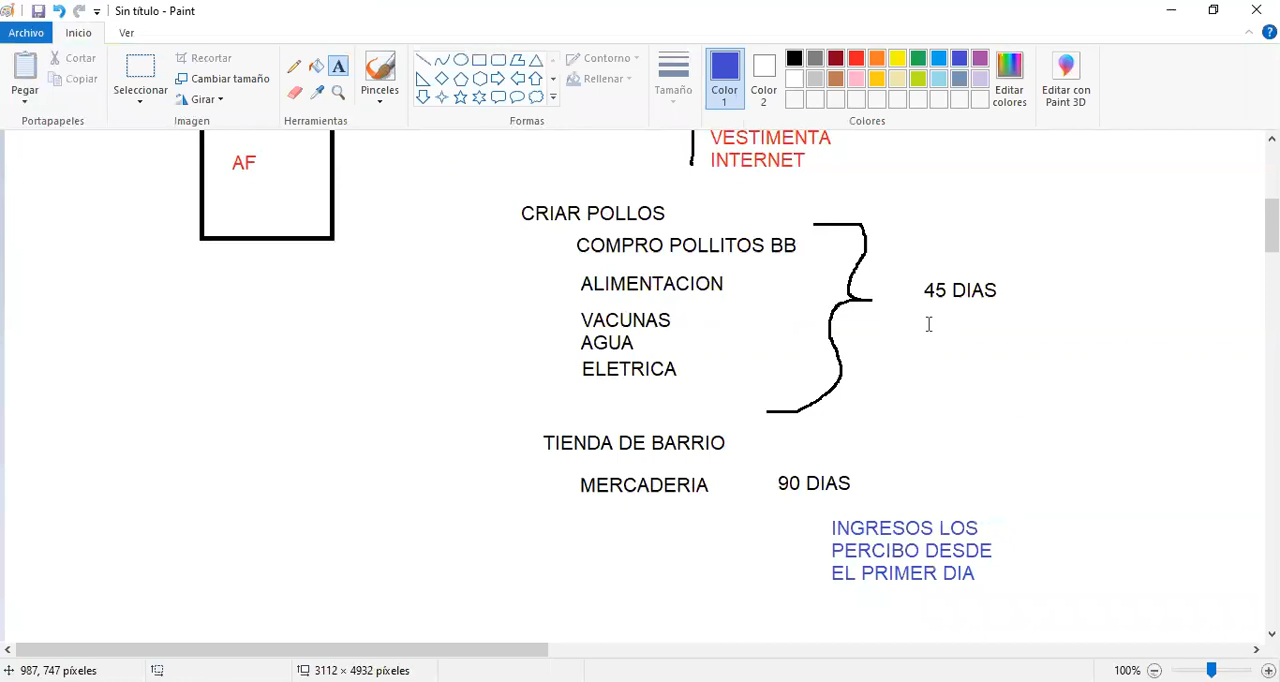 Sin título - Paint
Archivo
Inicio
Ver
Pegar
Cortar
Copiar
Portapapeles
Seleccionar
Recortar
Cambiar tamaño
Girar
Imagen
A
Herramientas
Pinceles
Contorno
Rellenar
Formas
Tamaño
Color
1
Color
2
Editar
colores
Editar con
Paint 3D
Colores
AF
VESTIMENTA
INTERNET
CRIAR POLLOS
COMPRO POLLITOS BB
ALIMENTACION
VACUNAS
AGUA
ELETRICA
45 DIAS
TIENDA DE BARRIO
MERCADERIA
90 DIAS
INGRESOS LOS
PERCIBO DESDE
EL PRIMER DIA
987, 747 píxeles
3112 × 4932 píxeles
100%